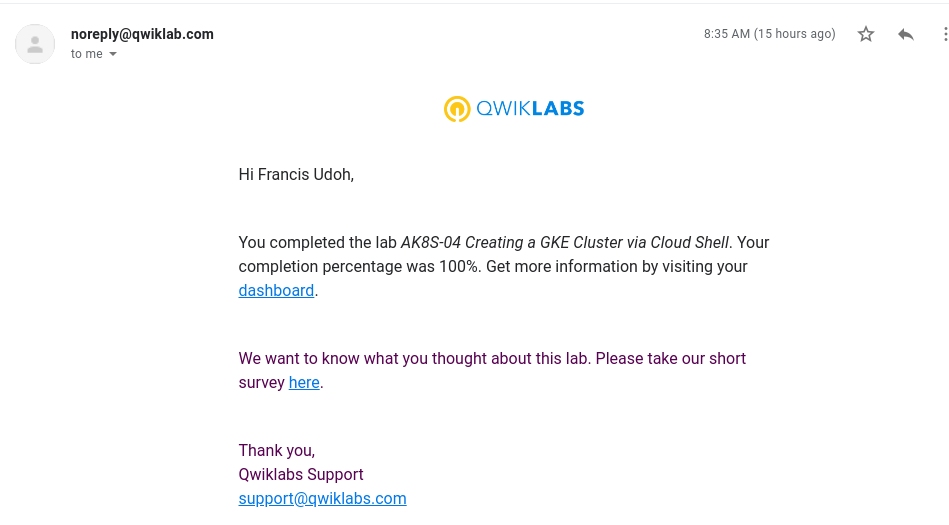 noreply@qwiklab.com
8:35 AM (15 hours ago)
to me
QWIKLABS
Hi Francis Udoh,
You completed the lab AK8S-04 Creating a GKE Cluster via Cloud Shell. Your
completion percentage was 100%. Get more information by visiting your
dashboard.
We want to know what you thought about this lab. Please take our short
survey here.
Thank you,
Qwiklabs Support
support@qwiklabs.com